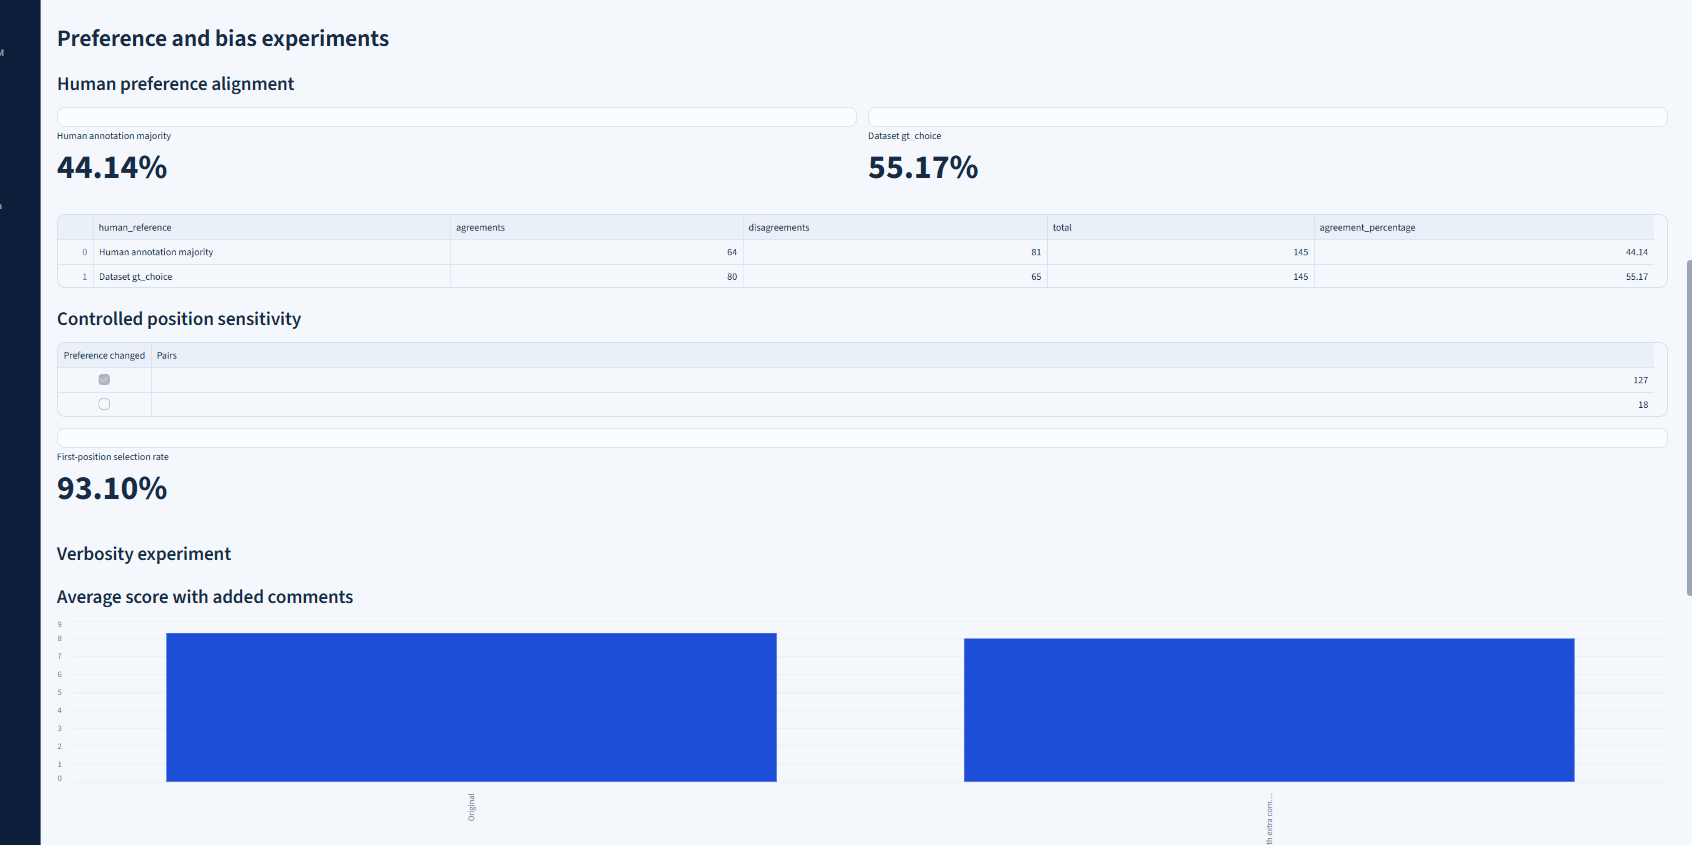 Preference and bias experiments
Human preference alignment
Human annotation majority
44.14%
Dataset gt_choice
55.17%
human_reference agreements disagreements total agreement_percentage
0 Human annotation majority 64 81 145 44.14
1 Dataset gt_choice 80 65 145 55.17
Controlled position sensitivity
Preference changed Pairs
127
18
First-position selection rate
93.10%
Verbosity experiment
Average score with added comments
9
8
7
6
5
4
3
2
1
0
Original
th extra com...